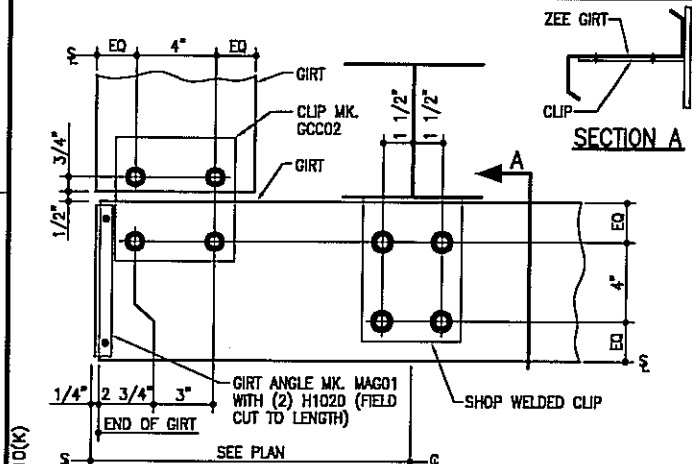 ZEE GIRT
CLIP
SECTION A
EQ 4" EQ
GIRT
CLIP MK.
GCC02
GIRT
3/4"
1/2"
1 1/2"
1 1/2"
A
EQ
4"
EQ
SHOP WELDED CLIP
GIRT ANGLE MK. MAG01
WITH (2) H1020 (FIELD
CUT TO LENGTH)
1/4" 2 3/4" 3"
END OF GIRT
SEE PLAN
10(K)